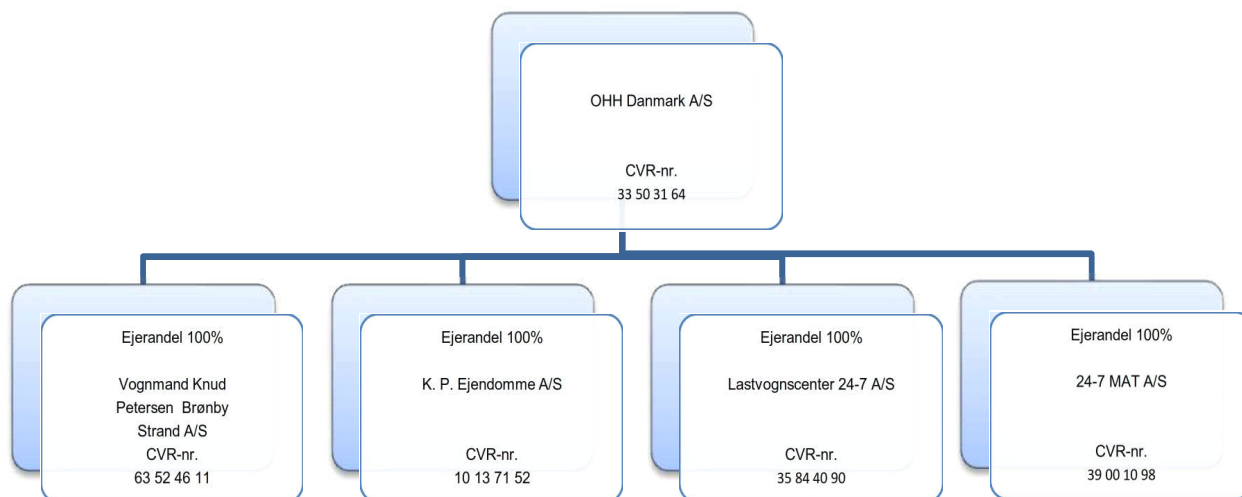 OHH Danmark A/S
CVR-nr.
33 50 31 64
Ejerandel 100%
Vognmand Knud
Petersen Brønby
Strand A/S
CVR-nr.
63 52 46 11
Ejerandel 100%
K. P. Ejendomme A/S
CVR-nr.
10 13 71 52
Ejerandel 100%
Lastvognscenter 24-7 A/S
CVR-nr.
35 84 40 90
Ejerandel 100%
24-7 MAT A/S
CVR-nr.
39 00 10 98